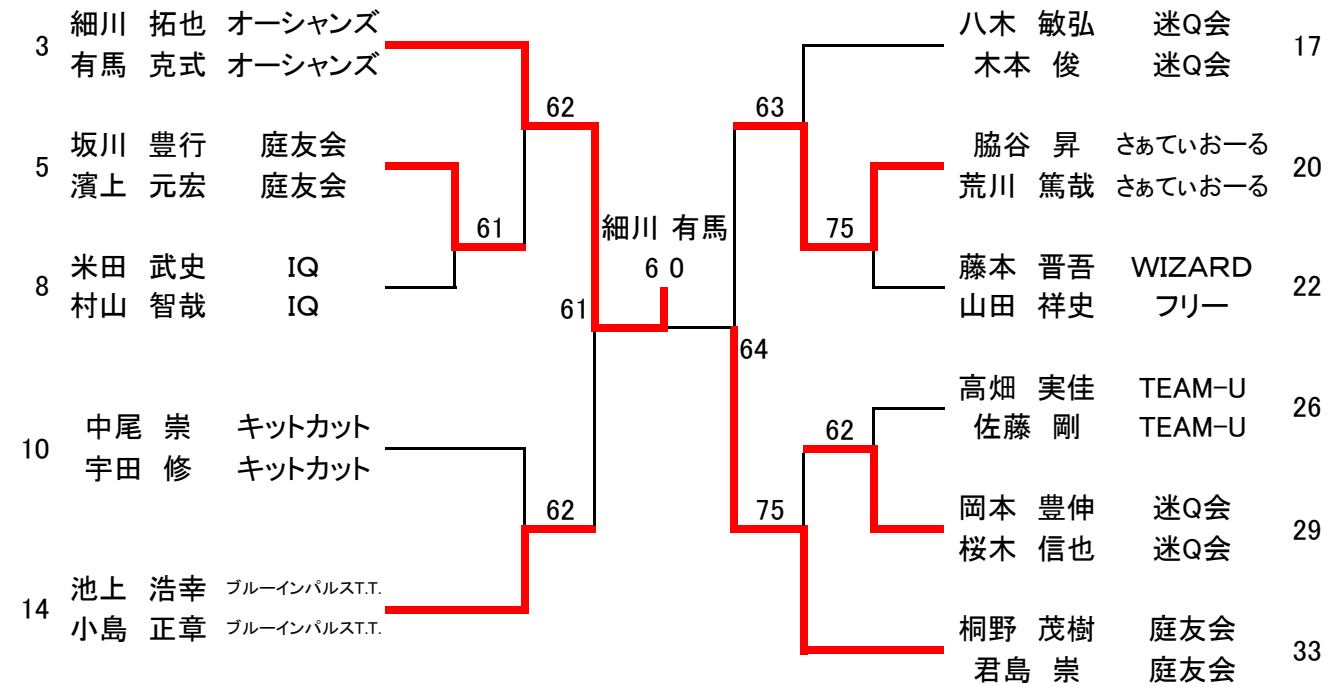 3 細川 拓也 オーシャンズ
有馬 克式 オーシャンズ
62
5 坂川 豊行 庭友会
濱上 元宏 庭友会
61
8 米田 武史 IQ
村山 智哉 IQ
61
10 中尾 崇 キットカット
宇田 修 キットカット
62
14 池上 浩幸 ブルーインパルスT.T.
小島 正章 ブルーインパルスT.T.
細川 有馬
6 0
八木 敏弘 迷Q会 17
木本 俊 迷Q会
63
脇谷 昇 さぁてぃおーる 20
荒川 篤哉 さぁてぃおーる
75
藤本 晋吾 WIZARD 22
山田 祥史 フリー
64
高畑 実佳 TEAM-U 26
佐藤 剛 TEAM-U
62
岡本 豊伸 迷Q会 29
桜木 信也 迷Q会
75
桐野 茂樹 庭友会 33
君島 崇 庭友会